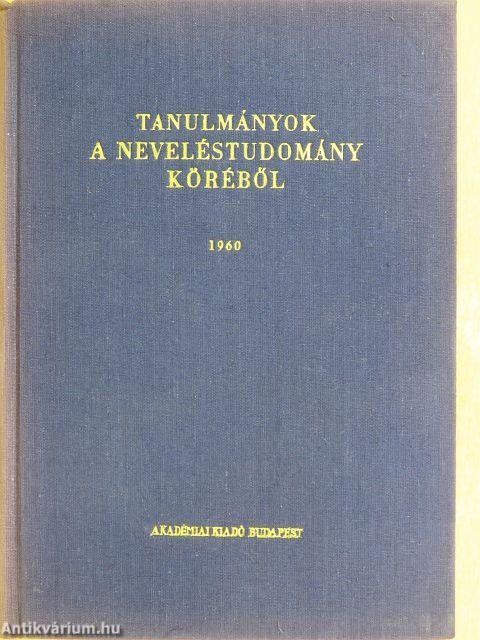 TANULMÁNYOK
A NEVELÉSTUDOMÁNY
KÖRÉBŐL
1960
AKADÉMIAI KIADÓ BUDAPEST
Antikvárium.hu